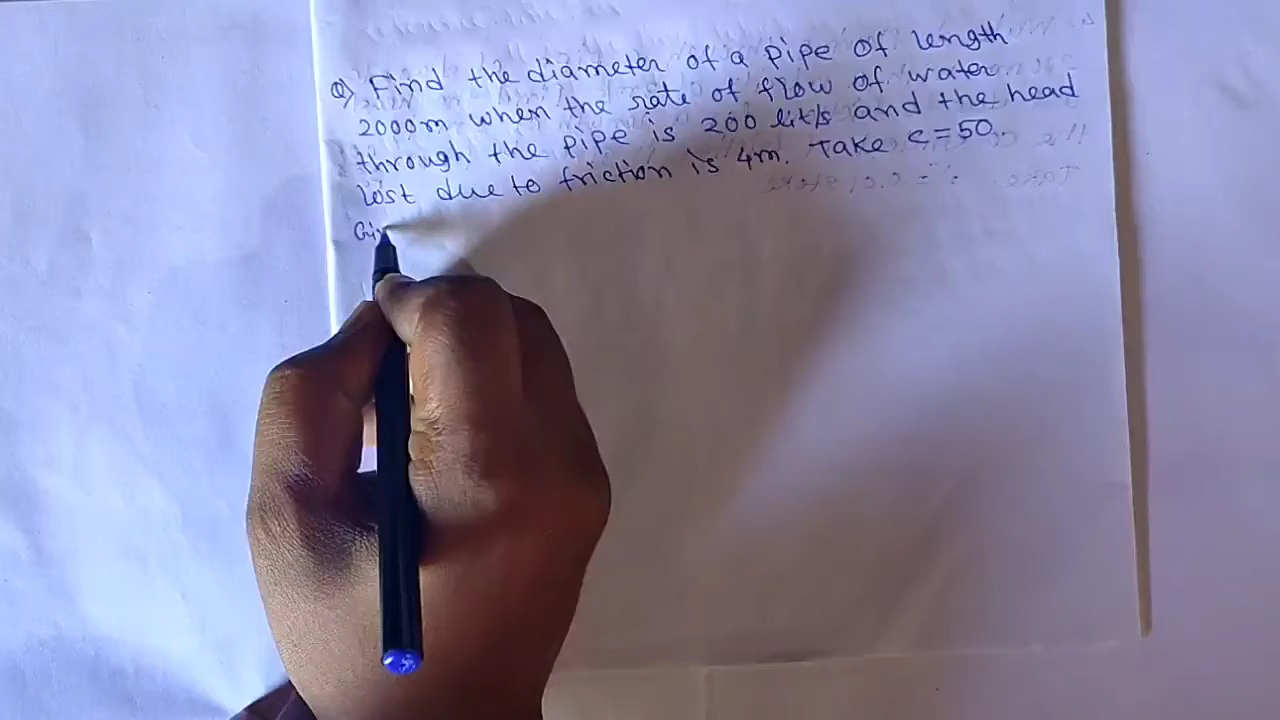 Q) Find the diameter of a pipe of length
2000m when the rate of flow of water
through the pipe is 200 lit/s and the head
lost due to friction is 4m. Take c=50.
Giv